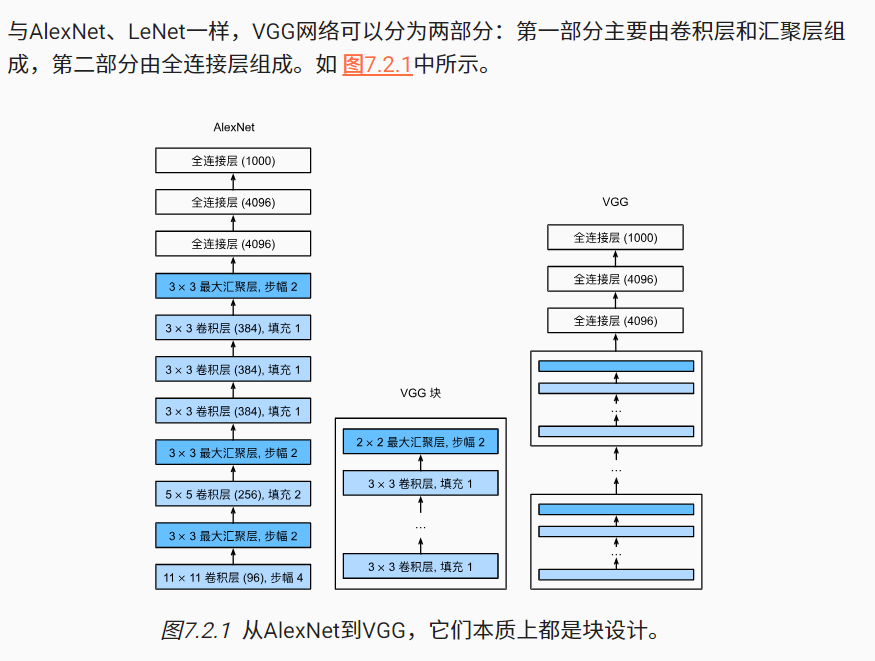 与AlexNet、LeNet一样，VGG网络可以分为两部分：第一部分主要由卷积层和汇聚层组
成，第二部分由全连接层组成。如 图7.2.1中所示。
AlexNet
全连接层 (1000)
全连接层 (4096)
全连接层 (4096)
3 × 3 最大汇聚层, 步幅 2
3 × 3 卷积层 (384), 填充 1
3 × 3 卷积层 (384), 填充 1
3 × 3 卷积层 (384), 填充 1
3 × 3 最大汇聚层, 步幅 2
5 × 5 卷积层 (256), 填充 2
3 × 3 最大汇聚层, 步幅 2
11 × 11 卷积层 (96), 步幅 4
VGG 块
2 × 2 最大汇聚层, 步幅 2
3 × 3 卷积层, 填充 1
...
3 × 3 卷积层, 填充 1
VGG
全连接层 (1000)
全连接层 (4096)
全连接层 (4096)
...
...
...
图7.2.1 从AlexNet到VGG，它们本质上都是块设计。